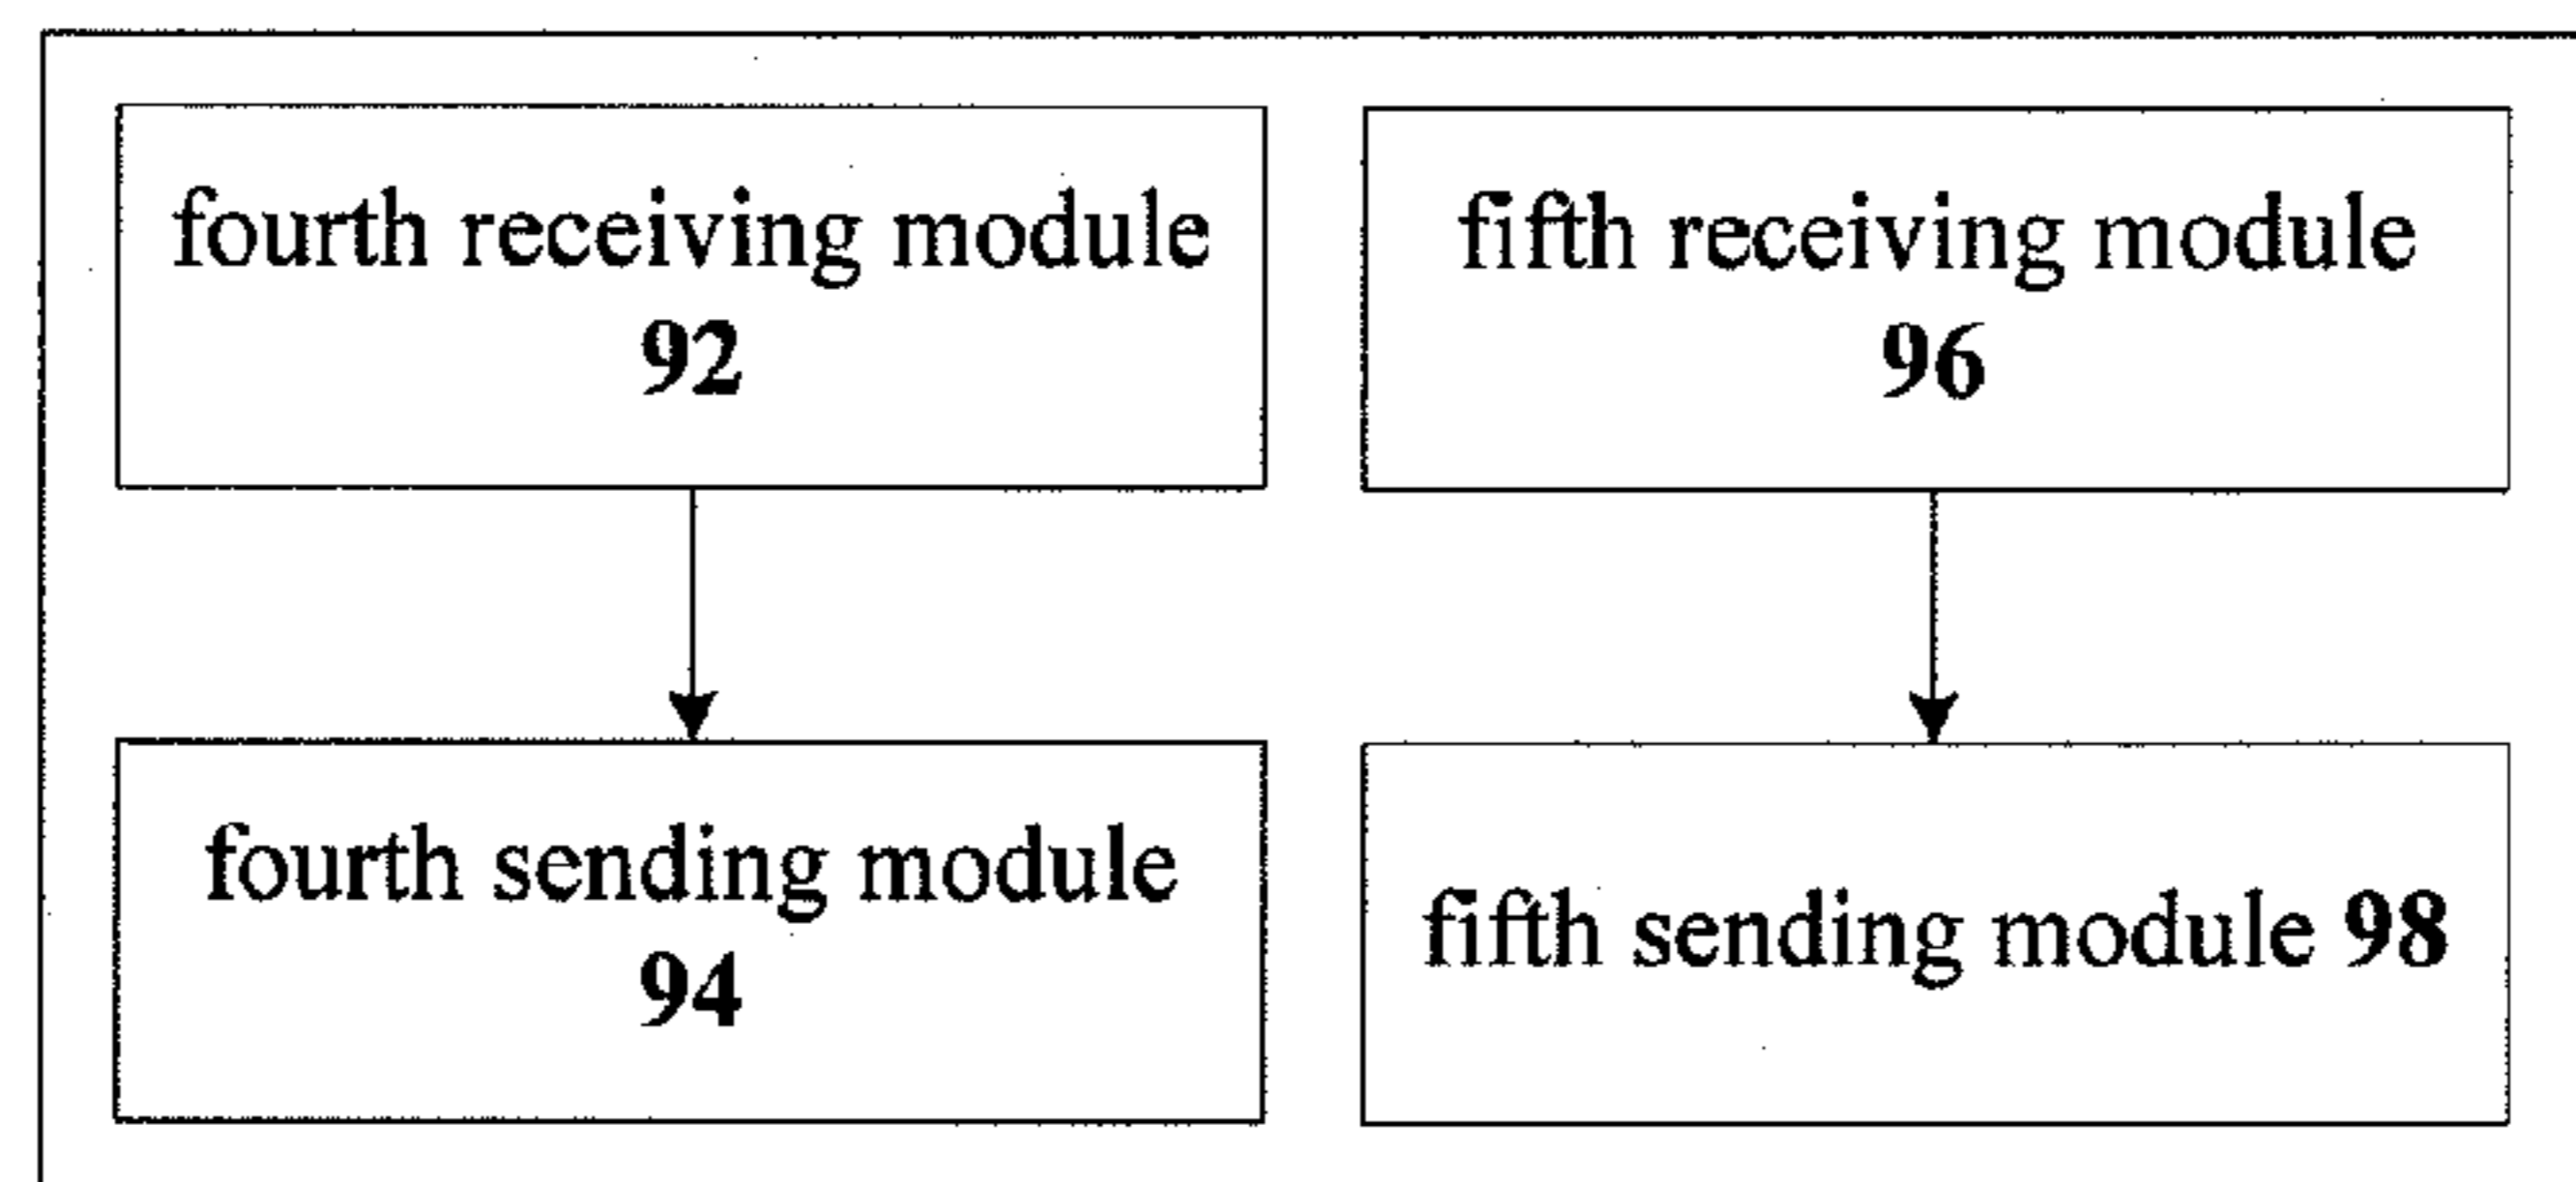 fourth receiving module
92
fifth receiving module
96
fourth sending module
94
fifth sending module 98